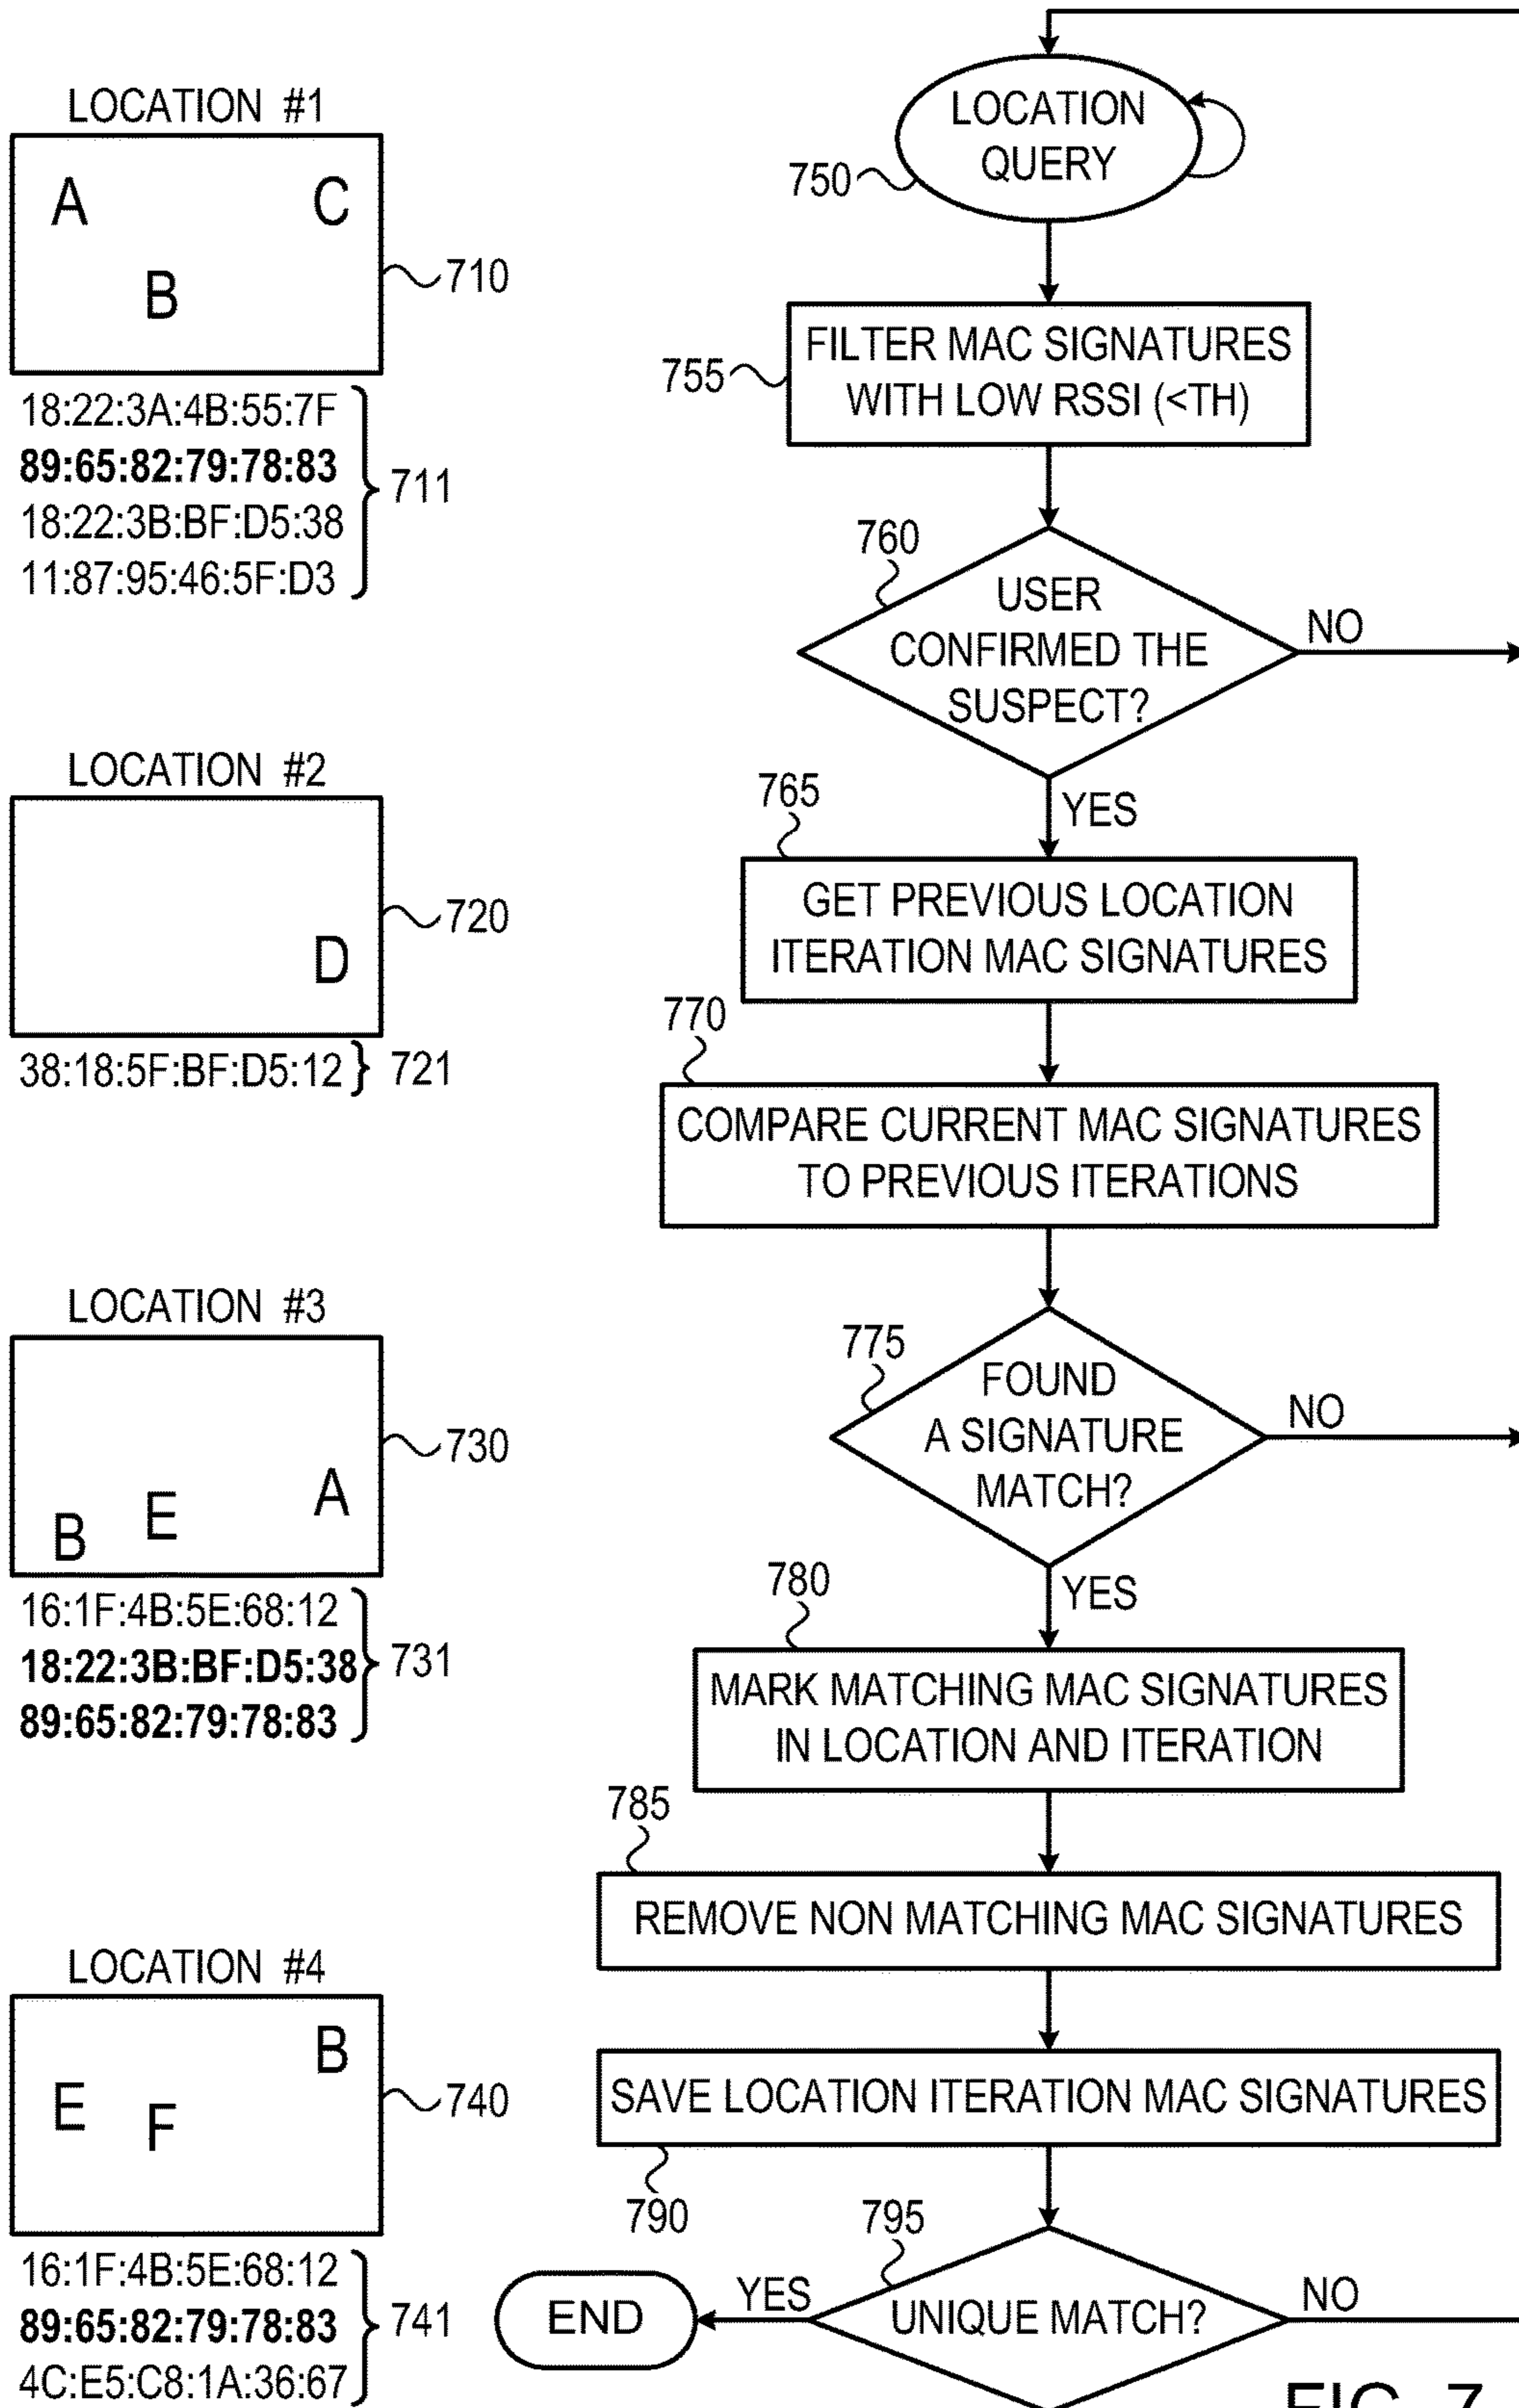 LOCATION #1
A
C
B
710
18:22:3A:4B:55:7F
89:65:82:79:78:83
18:22:3B:BF:D5:38
11:87:95:46:5F:D3
711
LOCATION #2
D
720
38:18:5F:BF:D5:12
721
LOCATION #3
A
E
B
730
16:1F:4B:5E:68:12
18:22:3B:BF:D5:38
89:65:82:79:78:83
731
LOCATION #4
B
E
F
740
16:1F:4B:5E:68:12
89:65:82:79:78:83
4C:E5:C8:1A:36:67
741
LOCATION
QUERY
750
FILTER MAC SIGNATURES
WITH LOW RSSI (<TH)
755
760
USER
CONFIRMED THE
SUSPECT?
NO
YES
765
GET PREVIOUS LOCATION
ITERATION MAC SIGNATURES
770
COMPARE CURRENT MAC SIGNATURES
TO PREVIOUS ITERATIONS
775
FOUND
A SIGNATURE
MATCH?
NO
YES
780
MARK MATCHING MAC SIGNATURES
IN LOCATION AND ITERATION
785
REMOVE NON MATCHING MAC SIGNATURES
SAVE LOCATION ITERATION MAC SIGNATURES
790
795
UNIQUE MATCH?
YES
NO
END
FIG. 7